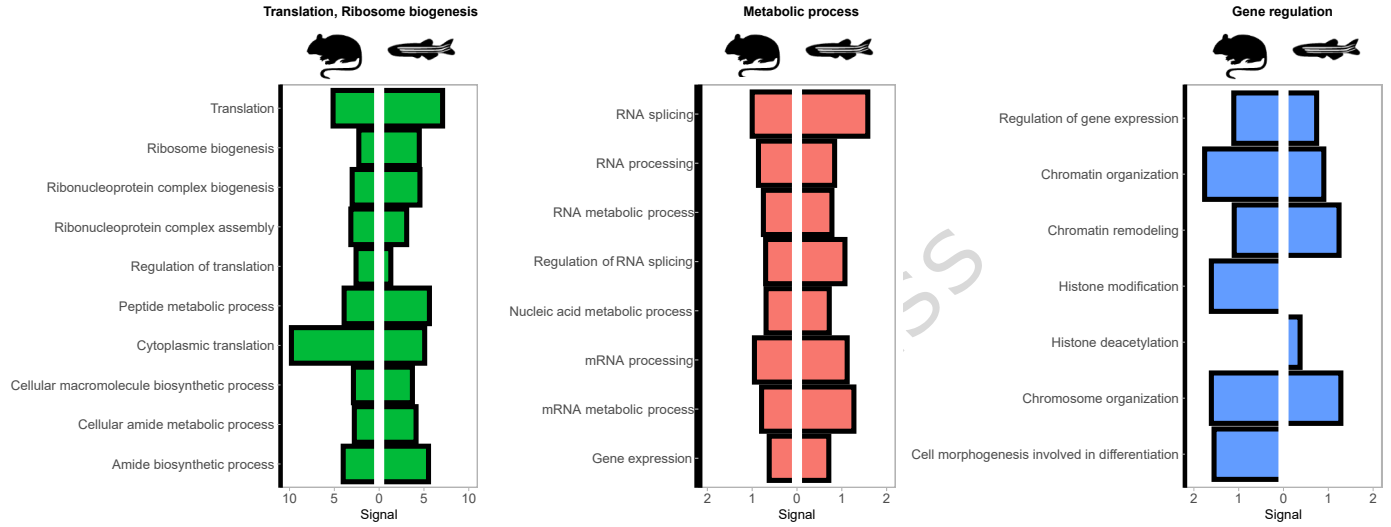 Translation, Ribosome biogenesis
Translation
Ribosome biogenesis
Ribonucleoprotein complex biogenesis
Ribonucleoprotein complex assembly
Regulation of translation
Peptide metabolic process
Cytoplasmic translation
Cellular macromolecule biosynthetic process
Cellular amide metabolic process
Amide biosynthetic process
10 5 0 5 10
Signal
Metabolic process
RNA splicing
RNA processing
RNA metabolic process
Regulation of RNA splicing
Nucleic acid metabolic process
mRNA processing
mRNA metabolic process
Gene expression
2 1 0 1 2
Signal
Gene regulation
Regulation of gene expression
Chromatin organization
Chromatin remodeling
Histone modification
Histone deacetylation
Chromosome organization
Cell morphogenesis involved in differentiation
2 1 0 1 2
Signal